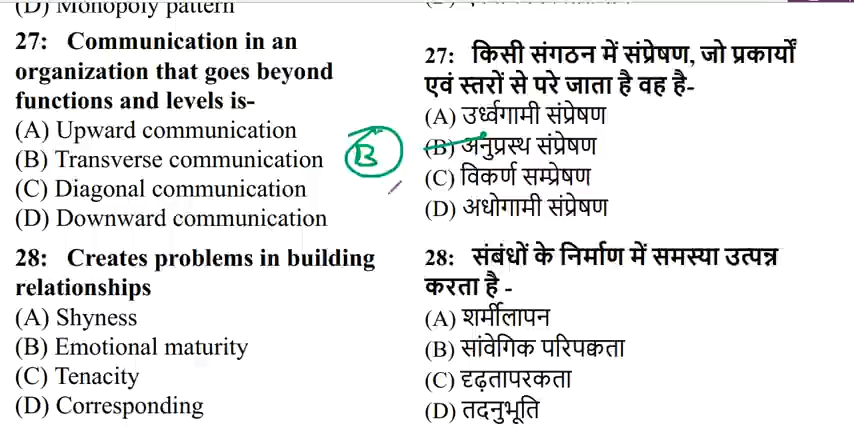 (D) Monopoly pattern
27: Communication in an
organization that goes beyond
functions and levels is-
(A) Upward communication
(B) Transverse communication
(C) Diagonal communication
(D) Downward communication
28: Creates problems in building
relationships
(A) Shyness
(B) Emotional maturity
(C) Tenacity
(D) Corresponding
B
27: किसी संगठन में संप्रेषण, जो प्रकार्यों
एवं स्तरों से परे जाता है वह है-
(A) उर्ध्वगामी संप्रेषण
(B) अनुप्रस्थ संप्रेषण
(C) विकर्ण सम्प्रेषण
(D) अधोगामी संप्रेषण
28: संबंधों के निर्माण में समस्या उत्पन्न
करता है -
(A) शर्मीलापन
(B) सांवेगिक परिपक्वता
(C) दृढ़तापरकता
(D) तदनुभूति